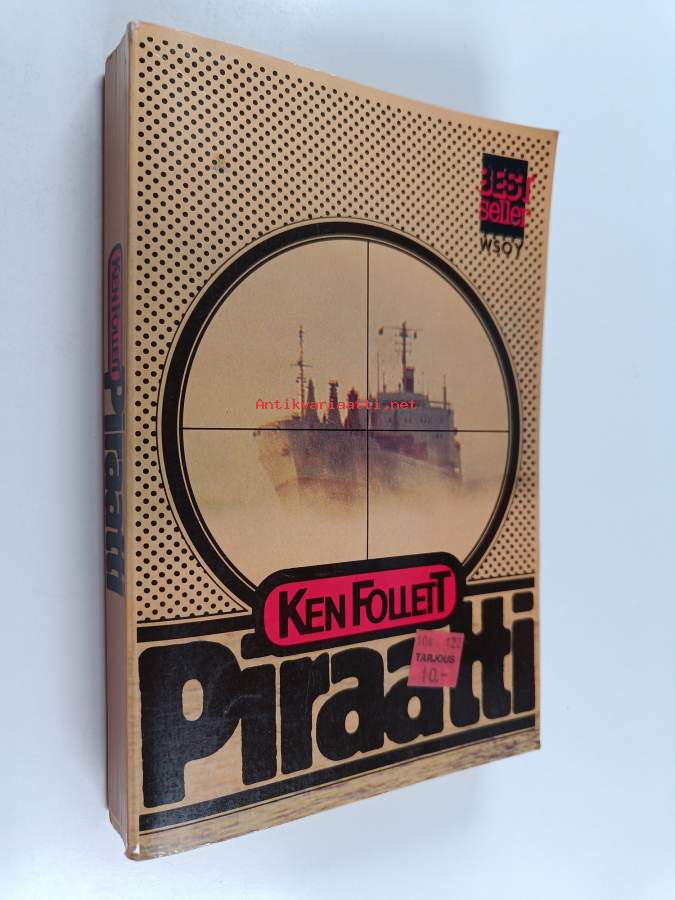 BEST
seller
WSOY
Antikvariaatti.net
KEN FOLLETT
Piraatti
TARJOUS
10.-
KEN FOLLETT
Piraatti